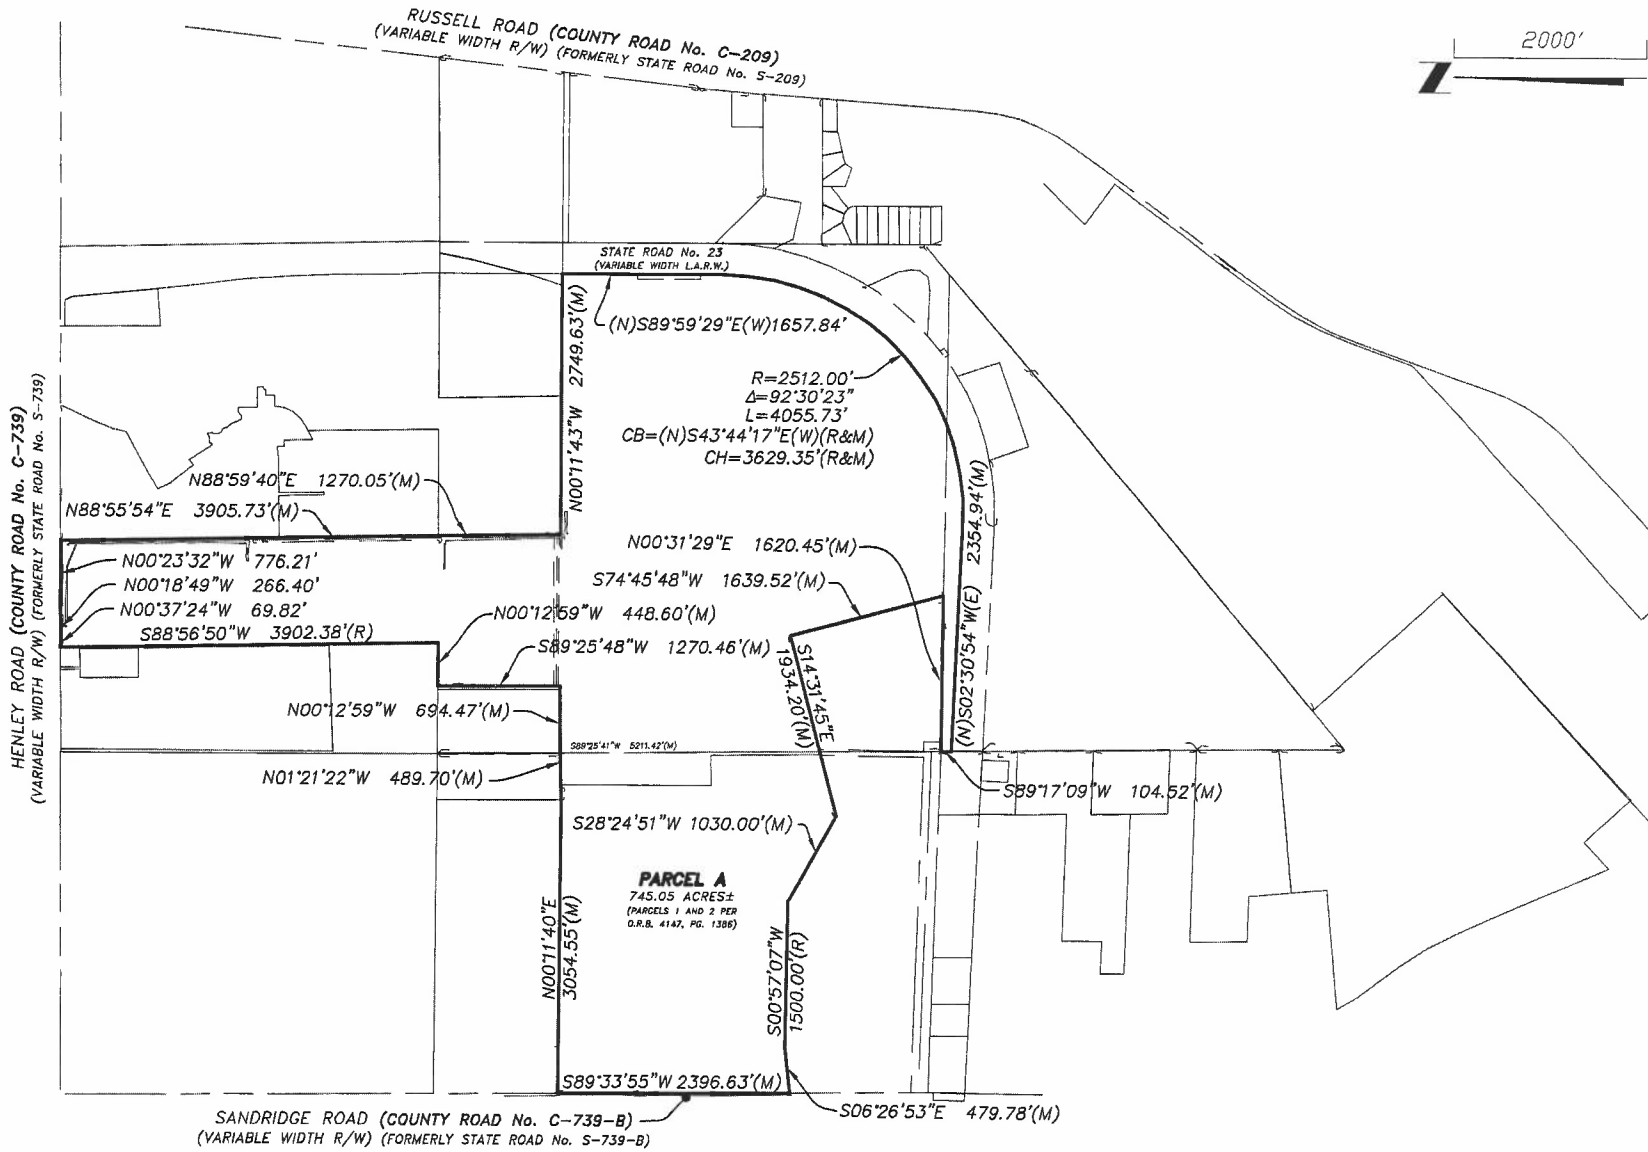 RUSSELL ROAD (COUNTY ROAD No. C-209)
(VARIABLE WIDTH R/W) (FORMERLY STATE ROAD No. S-209)
2000'
Z
STATE ROAD No. 23
(VARIABLE WIDTH L.A.R.W.)
N00°11'43"W 2749.63'(M)
(N)S89°59'29"E(W)1657.84'
R=2512.00'
Δ=92°30'23"
L=4055.73'
CB=(N)S43°44'17"E(W)(R&M)
CH=3629.35'(R&M)
HENLEY ROAD (COUNTY ROAD No. C-739)
(VARIABLE WIDTH R/W) (FORMERLY STATE ROAD No. S-739)
N88°59'40"E 1270.05'(M)
N88°55'54"E 3905.73'(M)
(N)S02°30'54"W(E) 2354.94'(M)
N00°31'29"E 1620.45'(M)
N00°23'32"W 776.21'
S74°45'48"W 1639.52'(M)
N00°18'49"W 266.40'
N00°37'24"W 69.82'
N00°12'59"W 448.60'(M)
S88°56'50"W 3902.38'(R)
S89°25'48"W 1270.46'(M)
S14°31'45"E
1934.20'(M)
N00°12'59"W 694.47'(M)
S89°25'41"W 5211.42'(M)
N01°21'22"W 489.70'(M)
S89°17'09"W 104.52'(M)
S28°24'51"W 1030.00'(M)
PARCEL A
745.05 ACRES±
(PARCELS 1 AND 2 PER
O.R.B. 4147, PG. 1386)
N00°11'40"E
3054.55'(M)
S00°57'07"W
1500.00'(R)
S89°33'55"W 2396.63'(M)
S06°26'53"E 479.78'(M)
SANDRIDGE ROAD (COUNTY ROAD No. C-739-B)
(VARIABLE WIDTH R/W) (FORMERLY STATE ROAD No. S-739-B)